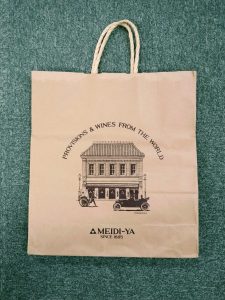 PROVISIONS & WINES FROM THE WORLD
MEIDI-YA
SINCE 1885